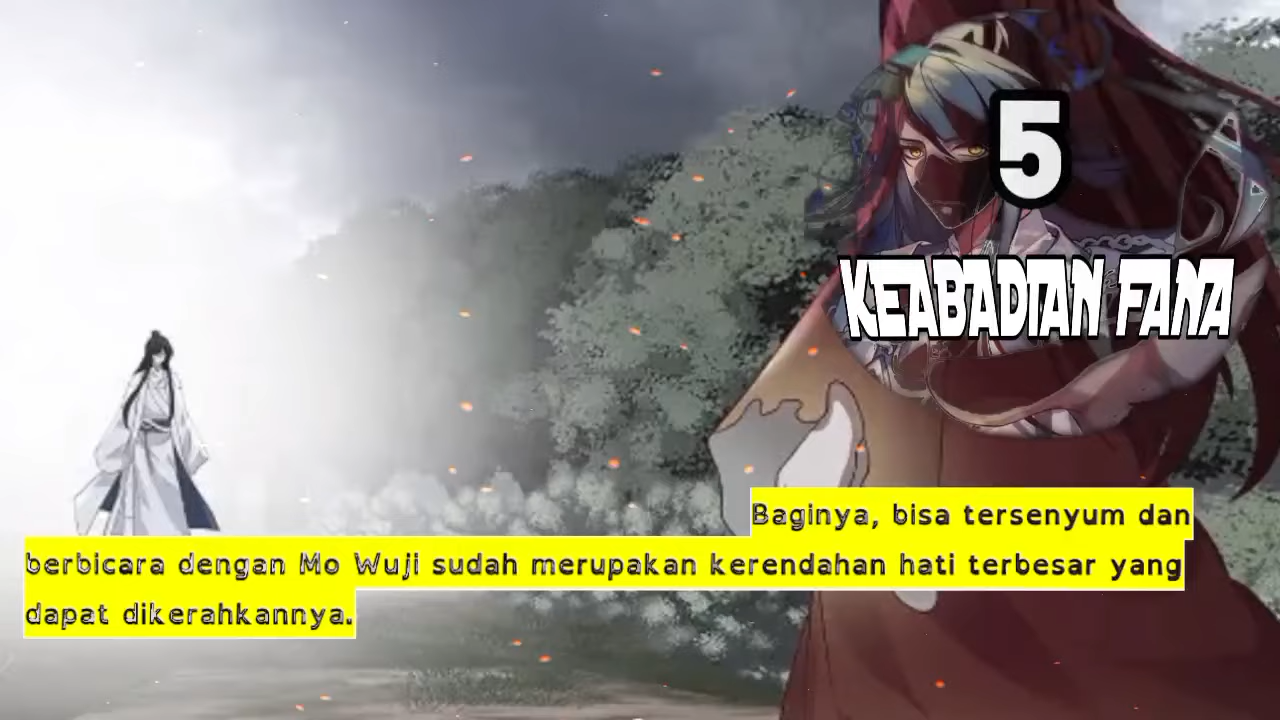 5
KEABADIAN FANA
Baginya, bisa tersenyum dan
berbicara dengan Mo Wuji sudah merupakan kerendahan hati terbesar yang
dapat dikerahkannya.